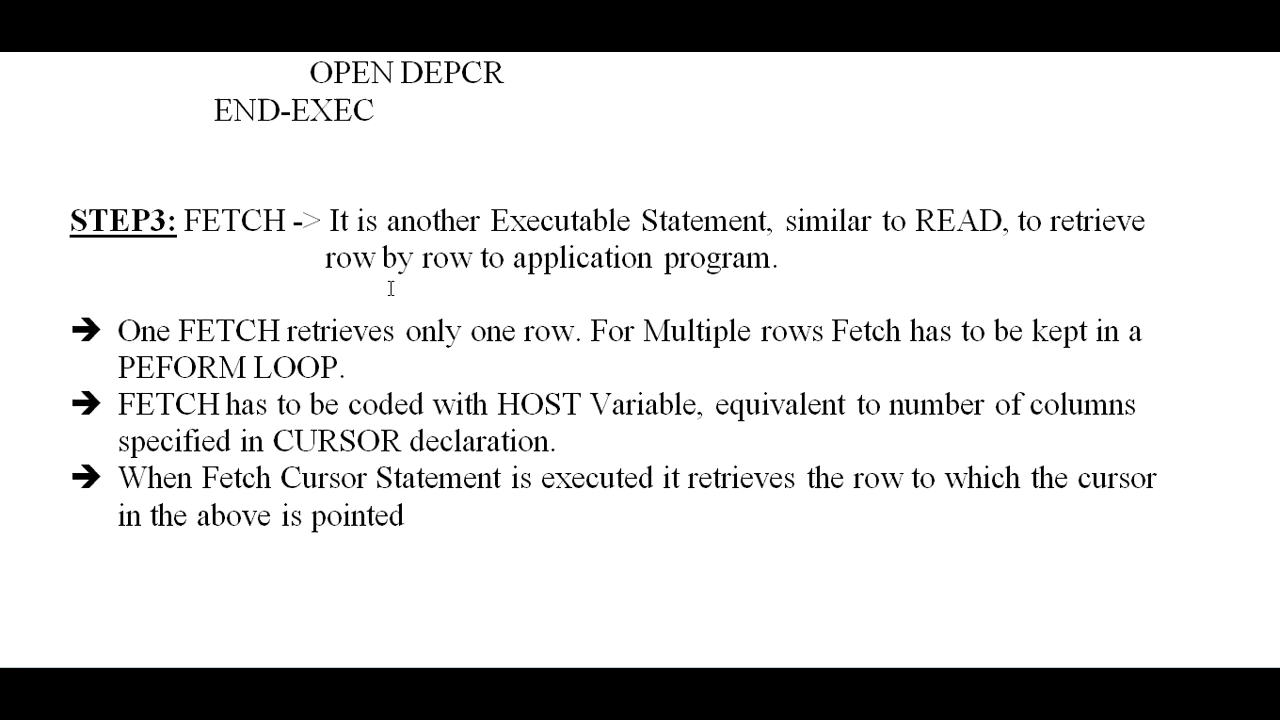 OPEN DEPCR
END-EXEC
STEP3: FETCH -> It is another Executable Statement, similar to READ, to retrieve
row by row to application program.
➔ One FETCH retrieves only one row. For Multiple rows Fetch has to be kept in a
PEFORM LOOP.
➔ FETCH has to be coded with HOST Variable, equivalent to number of columns
specified in CURSOR declaration.
➔ When Fetch Cursor Statement is executed it retrieves the row to which the cursor
in the above is pointed